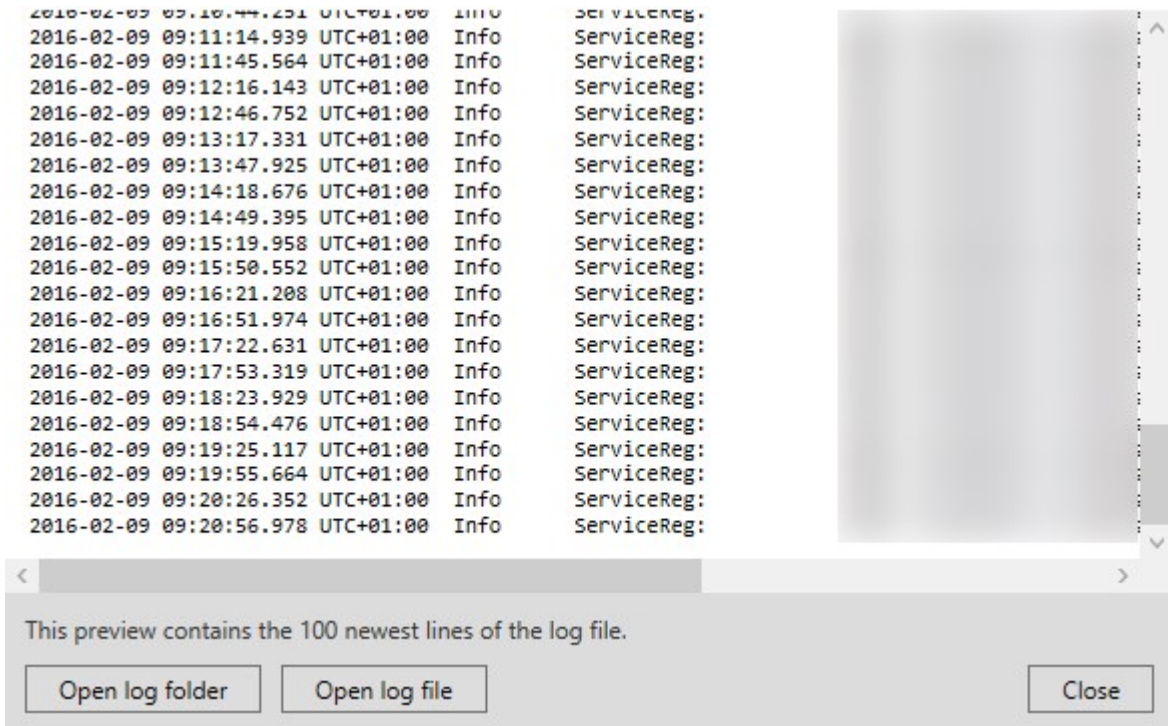 2016-02-09 09:10:44.251 UTC+01:00 Info ServiceReg:
2016-02-09 09:11:14.939 UTC+01:00 Info ServiceReg:
2016-02-09 09:11:45.564 UTC+01:00 Info ServiceReg:
2016-02-09 09:12:16.143 UTC+01:00 Info ServiceReg:
2016-02-09 09:12:46.752 UTC+01:00 Info ServiceReg:
2016-02-09 09:13:17.331 UTC+01:00 Info ServiceReg:
2016-02-09 09:13:47.925 UTC+01:00 Info ServiceReg:
2016-02-09 09:14:18.676 UTC+01:00 Info ServiceReg:
2016-02-09 09:14:49.395 UTC+01:00 Info ServiceReg:
2016-02-09 09:15:19.958 UTC+01:00 Info ServiceReg:
2016-02-09 09:15:50.552 UTC+01:00 Info ServiceReg:
2016-02-09 09:16:21.208 UTC+01:00 Info ServiceReg:
2016-02-09 09:16:51.974 UTC+01:00 Info ServiceReg:
2016-02-09 09:17:22.631 UTC+01:00 Info ServiceReg:
2016-02-09 09:17:53.319 UTC+01:00 Info ServiceReg:
2016-02-09 09:18:23.929 UTC+01:00 Info ServiceReg:
2016-02-09 09:18:54.476 UTC+01:00 Info ServiceReg:
2016-02-09 09:19:25.117 UTC+01:00 Info ServiceReg:
2016-02-09 09:19:55.664 UTC+01:00 Info ServiceReg:
2016-02-09 09:20:26.352 UTC+01:00 Info ServiceReg:
2016-02-09 09:20:56.978 UTC+01:00 Info ServiceReg:
This preview contains the 100 newest lines of the log file.
Open log folder
Open log file
Close